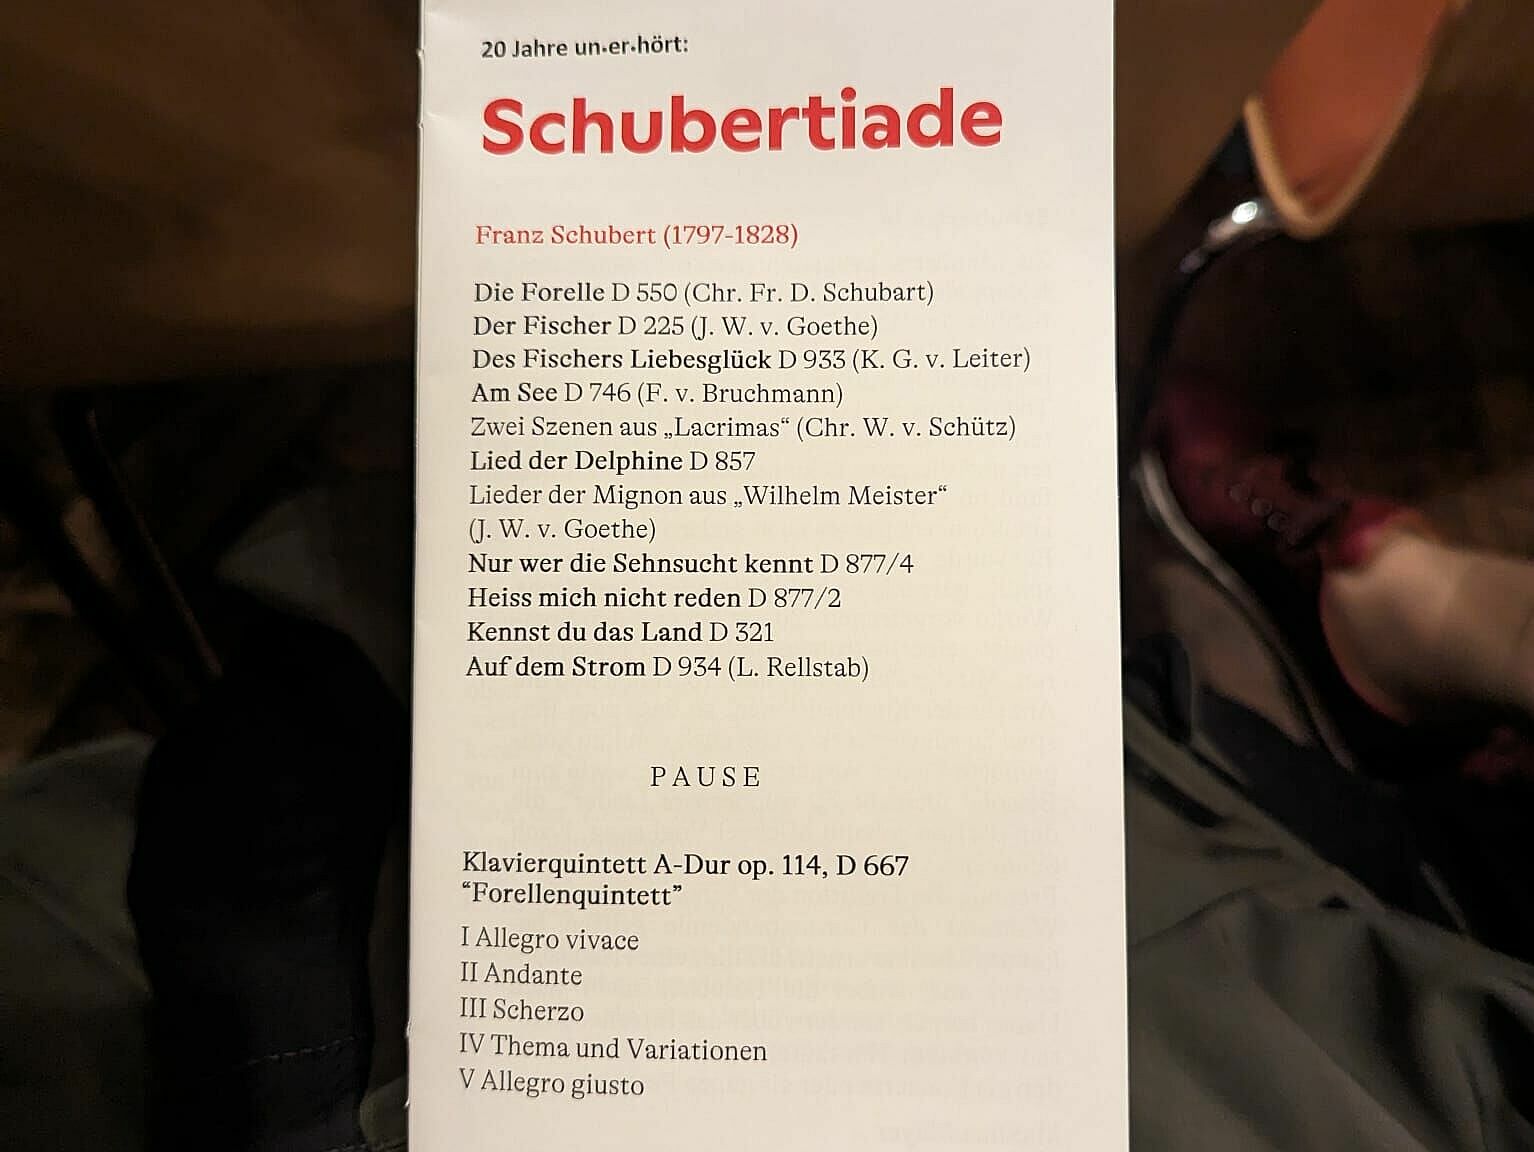 20 Jahre un·er·hört:
Schubertiade
Franz Schubert (1797-1828)
Die Forelle D 550 (Chr. Fr. D. Schubart)
Der Fischer D 225 (J. W. v. Goethe)
Des Fischers Liebesglück D 933 (K. G. v. Leiter)
Am See D 746 (F. v. Bruchmann)
Zwei Szenen aus „Lacrimas“ (Chr. W. v. Schütz)
Lied der Delphine D 857
Lieder der Mignon aus „Wilhelm Meister“
(J. W. v. Goethe)
Nur wer die Sehnsucht kennt D 877/4
Heiss mich nicht reden D 877/2
Kennst du das Land D 321
Auf dem Strom D 934 (L. Rellstab)
PAUSE
Klavierquintett A-Dur op. 114, D 667
“Forellenquintett”
I Allegro vivace
II Andante
III Scherzo
IV Thema und Variationen
V Allegro giusto